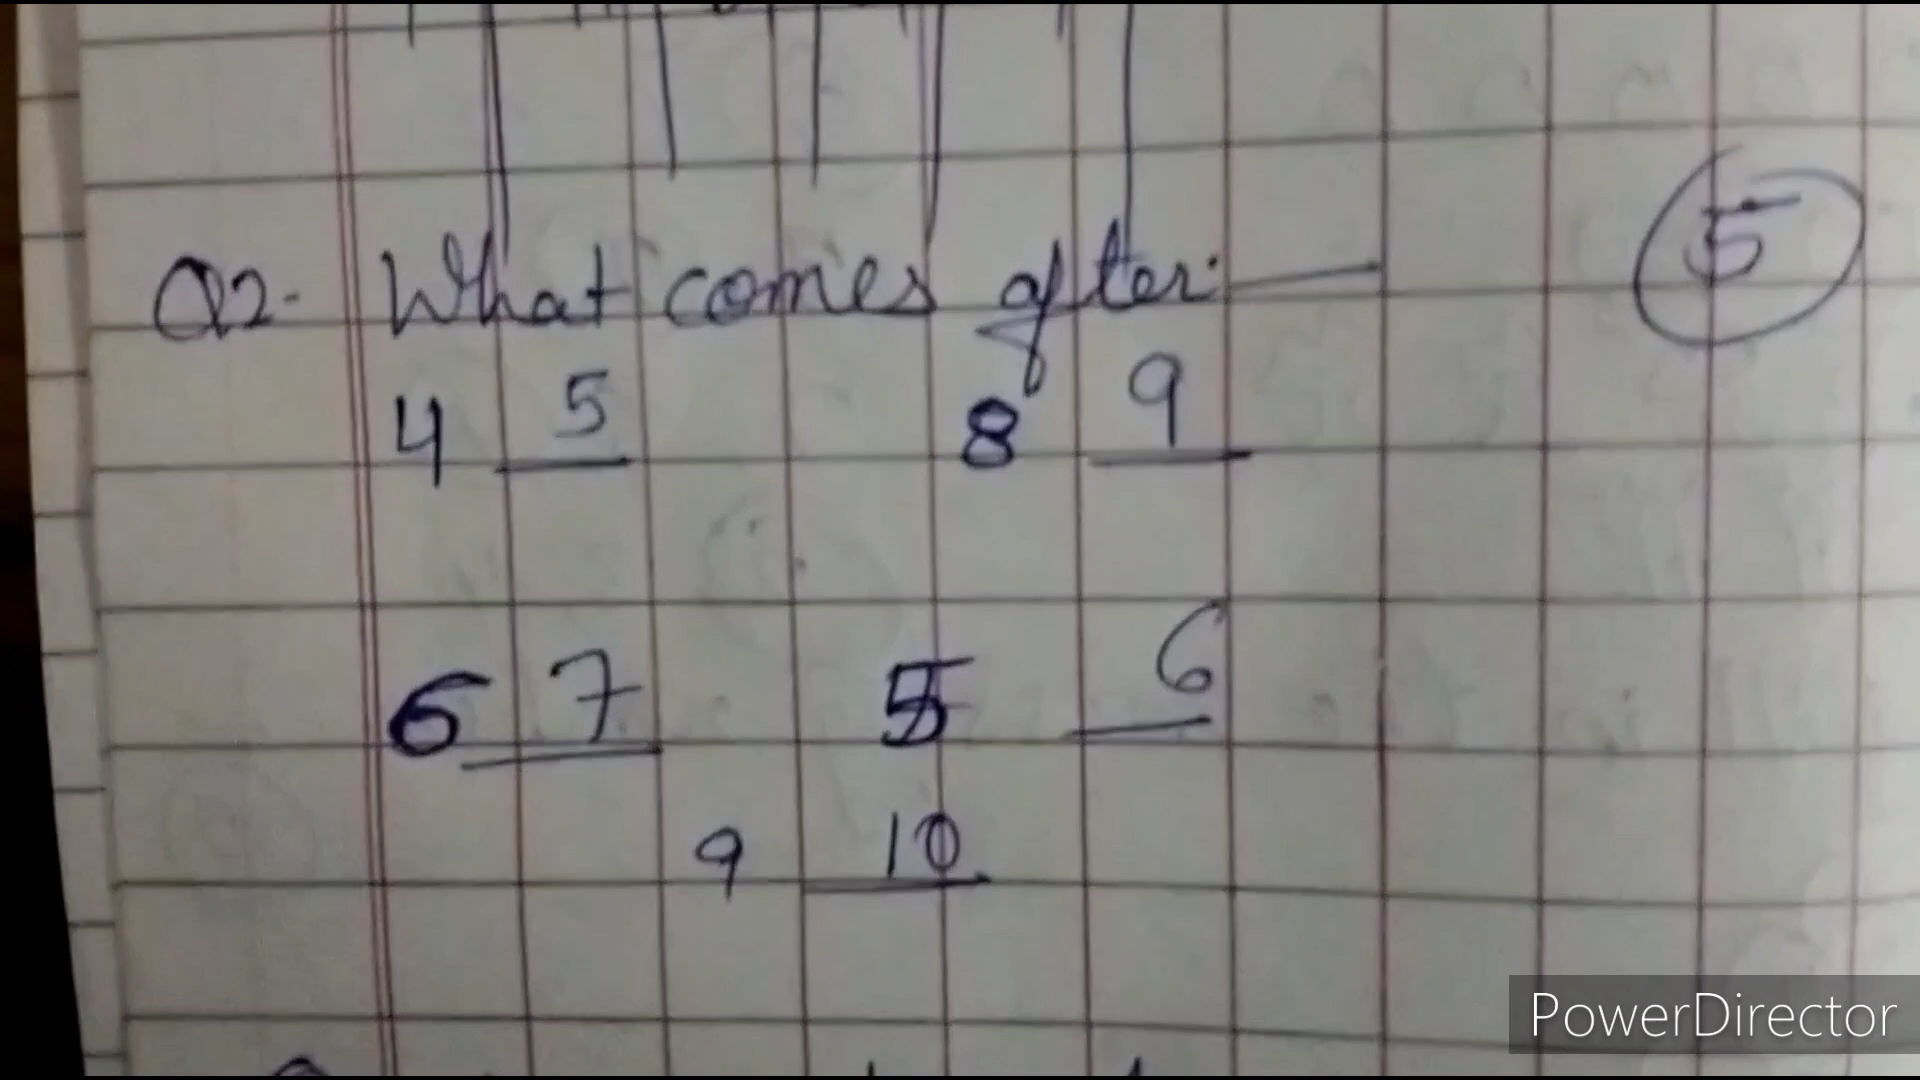 Q2- What comes after:— 5
4 5 8 9
6 7 5 6
9 10
PowerDirector